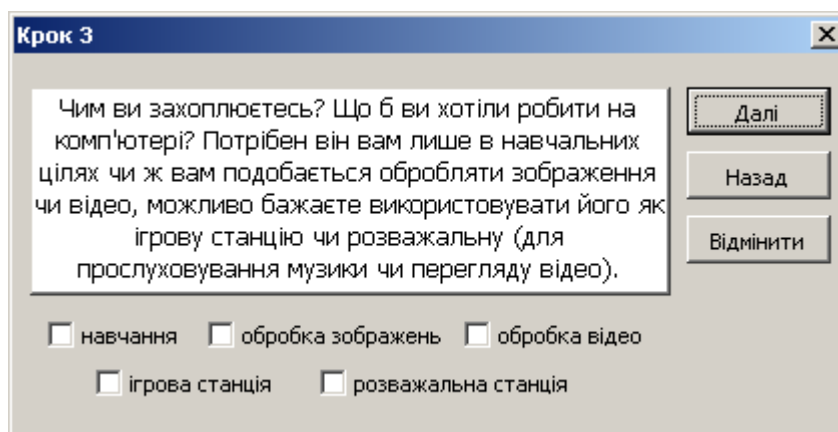 Крок 3
Чим ви захоплюєтесь? Що б ви хотіли робити на
комп'ютері? Потрібен він вам лише в навчальних
цілях чи ж вам подобається обробляти зображення
чи відео, можливо бажаєте використовувати його як
ігрову станцію чи розважальну (для
прослуховування музики чи перегляду відео).
Далі
Назад
Відмінити
навчання обробка зображень обробка відео
ігрова станція розважальна станція